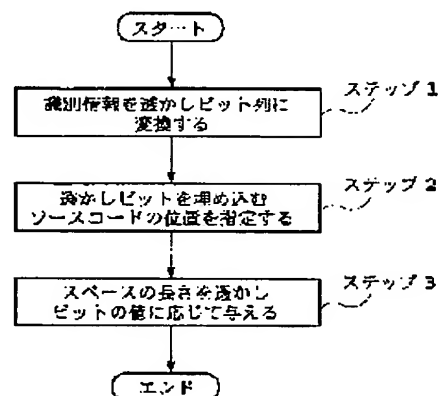 スタート
識別情報を透かしビット列に
変換する
ステップ 1
透かしビットを埋め込む
ソースコードの位置を指定する
ステップ 2
スペースの長さを透かし
ビットの値に応じて与える
ステップ 3
エンド